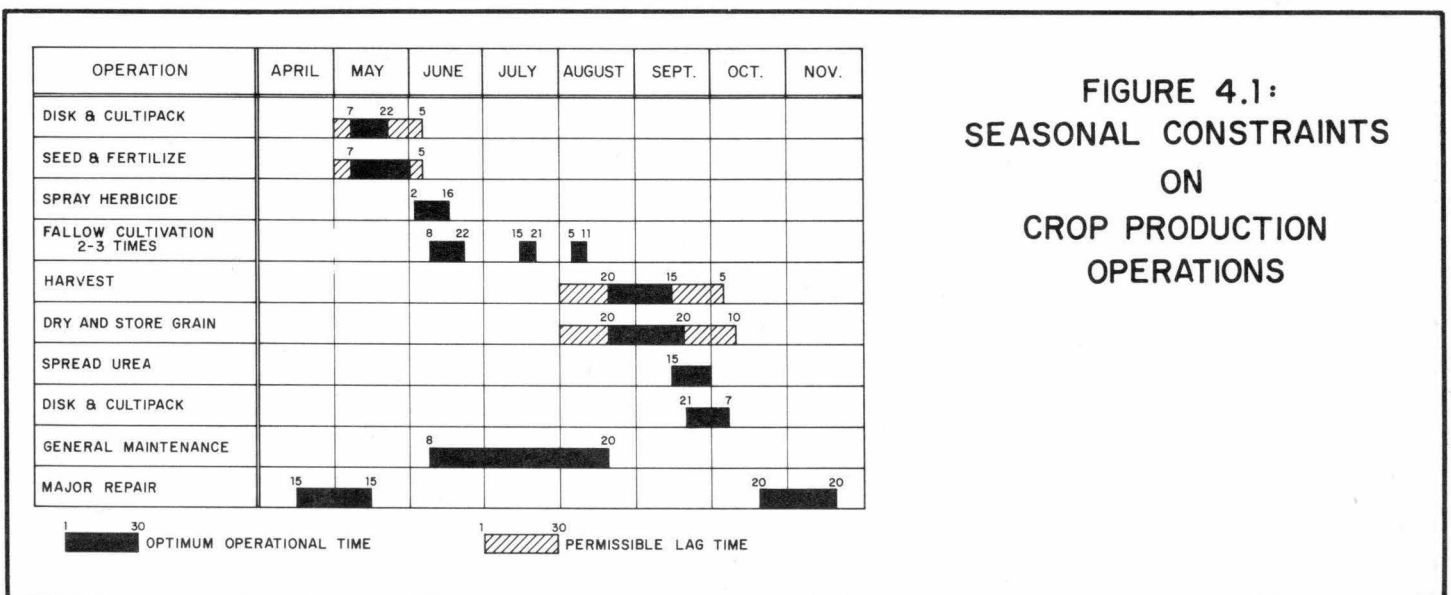 OPERATION APRIL MAY JUNE JULY AUGUST SEPT. OCT. NOV.
7 22 5
DISK & CULTIPACK
7 5
SEED & FERTILIZE
2 16
SPRAY HERBICIDE
FALLOW CULTIVATION
2-3 TIMES
8 22 15 21 5 11
HARVEST
20 15 5
DRY AND STORE GRAIN
20 20 10
SPREAD UREA
15
DISK & CULTIPACK
21 7
GENERAL MAINTENANCE
8 20
MAJOR REPAIR
15 15 20 20
1 30
OPTIMUM OPERATIONAL TIME
1 30
PERMISSIBLE LAG TIME
FIGURE 4.1:
SEASONAL CONSTRAINTS
ON
CROP PRODUCTION
OPERATIONS